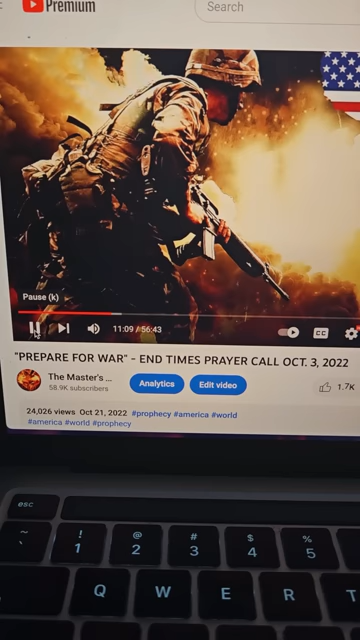 Premium
Search
Pause (k)
11:09 / 56:43
CC
"PREPARE FOR WAR" - END TIMES PRAYER CALL OCT. 3, 2022
The Master's ...
58.9K subscribers
Analytics
Edit video
1.7K
24,026 views Oct 21, 2022 #prophecy #america #world
#america #world #prophecy
esc
~
!
1
@
2
#
3
$
4
%
5
Q
W
E
R
T